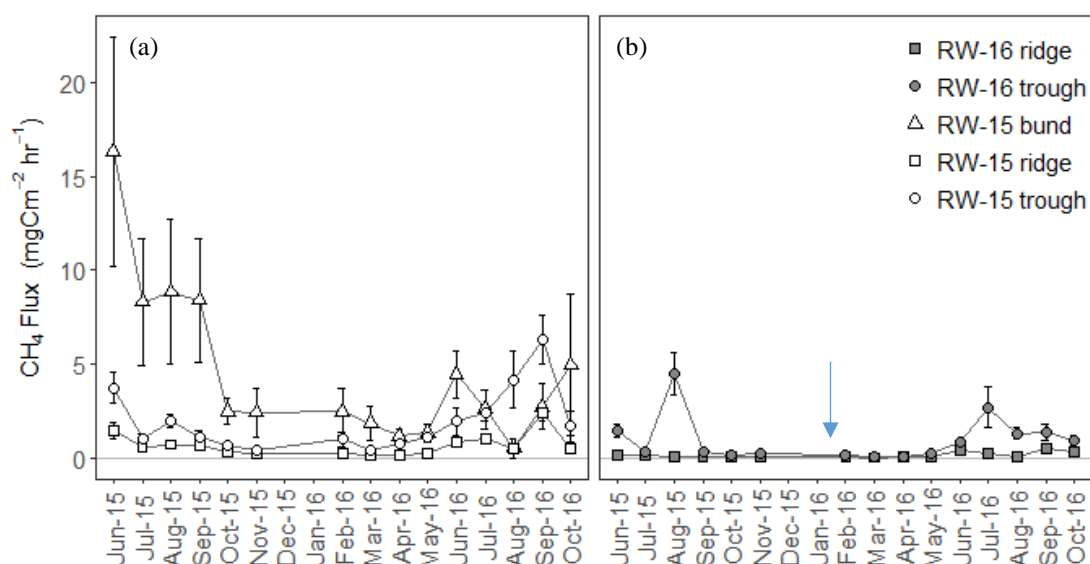 (a)
(b)
RW-16 ridge
RW-16 trough
RW-15 bund
RW-15 ridge
RW-15 trough
CH₄ Flux (mgCm⁻² hr⁻¹)
20
15
10
5
0
Jun-15
Jul-15
Aug-15
Sep-15
Oct-15
Nov-15
Dec-15
Jan-16
Feb-16
Mar-16
Apr-16
May-16
Jun-16
Jul-16
Aug-16
Sep-16
Oct-16
Jun-15
Jul-15
Aug-15
Sep-15
Oct-15
Nov-15
Dec-15
Jan-16
Feb-16
Mar-16
Apr-16
May-16
Jun-16
Jul-16
Aug-16
Sep-16
Oct-16